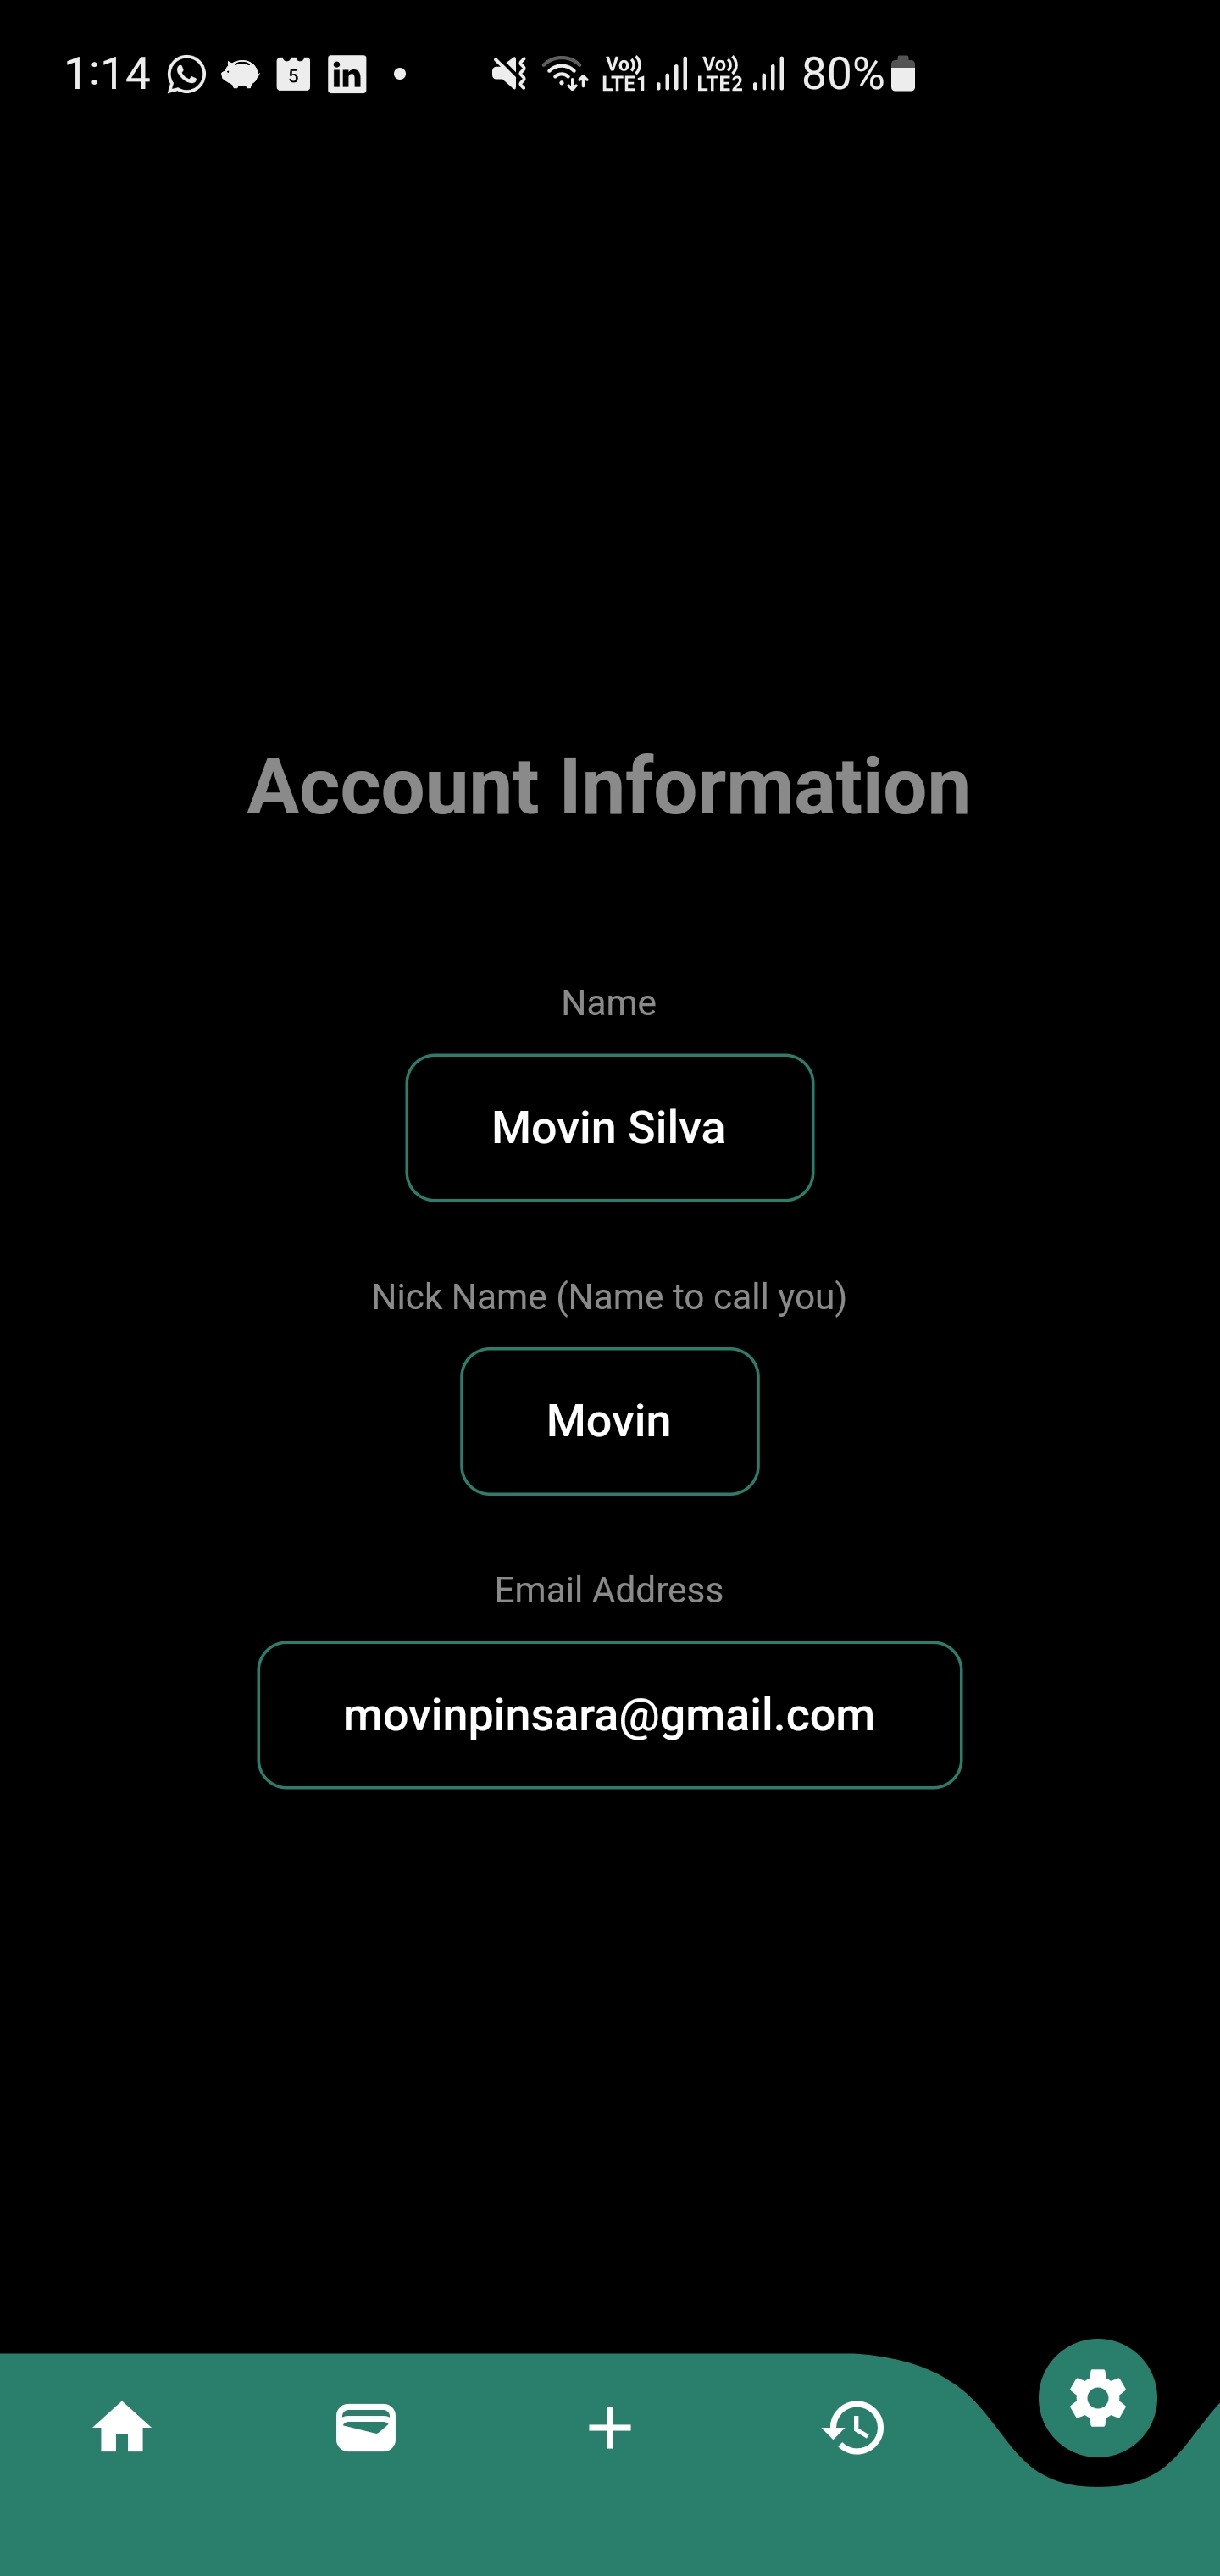 1:14 5 in Vo)) LTE1 Vo)) LTE2 80%
Account Information
Name
Movin Silva
Nick Name (Name to call you)
Movin
Email Address
movinpinsara@gmail.com